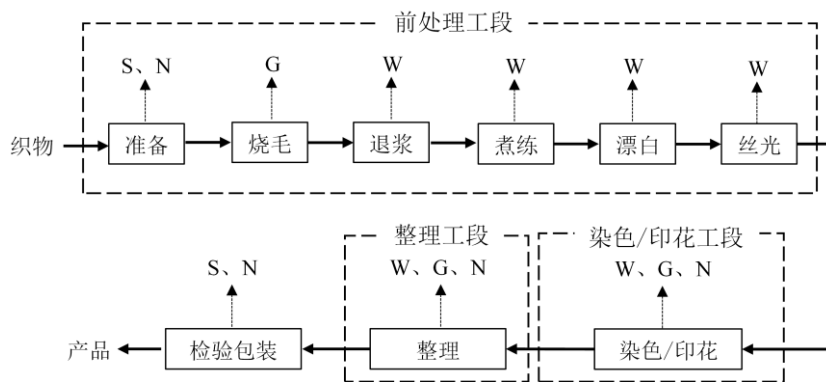 前处理工段
S、N
G
W
W
W
W
织物
准备
烧毛
退浆
煮练
漂白
丝光
整理工段
染色/印花工段
S、N
W、G、N
W、G、N
产品
检验包装
整理
染色/印花